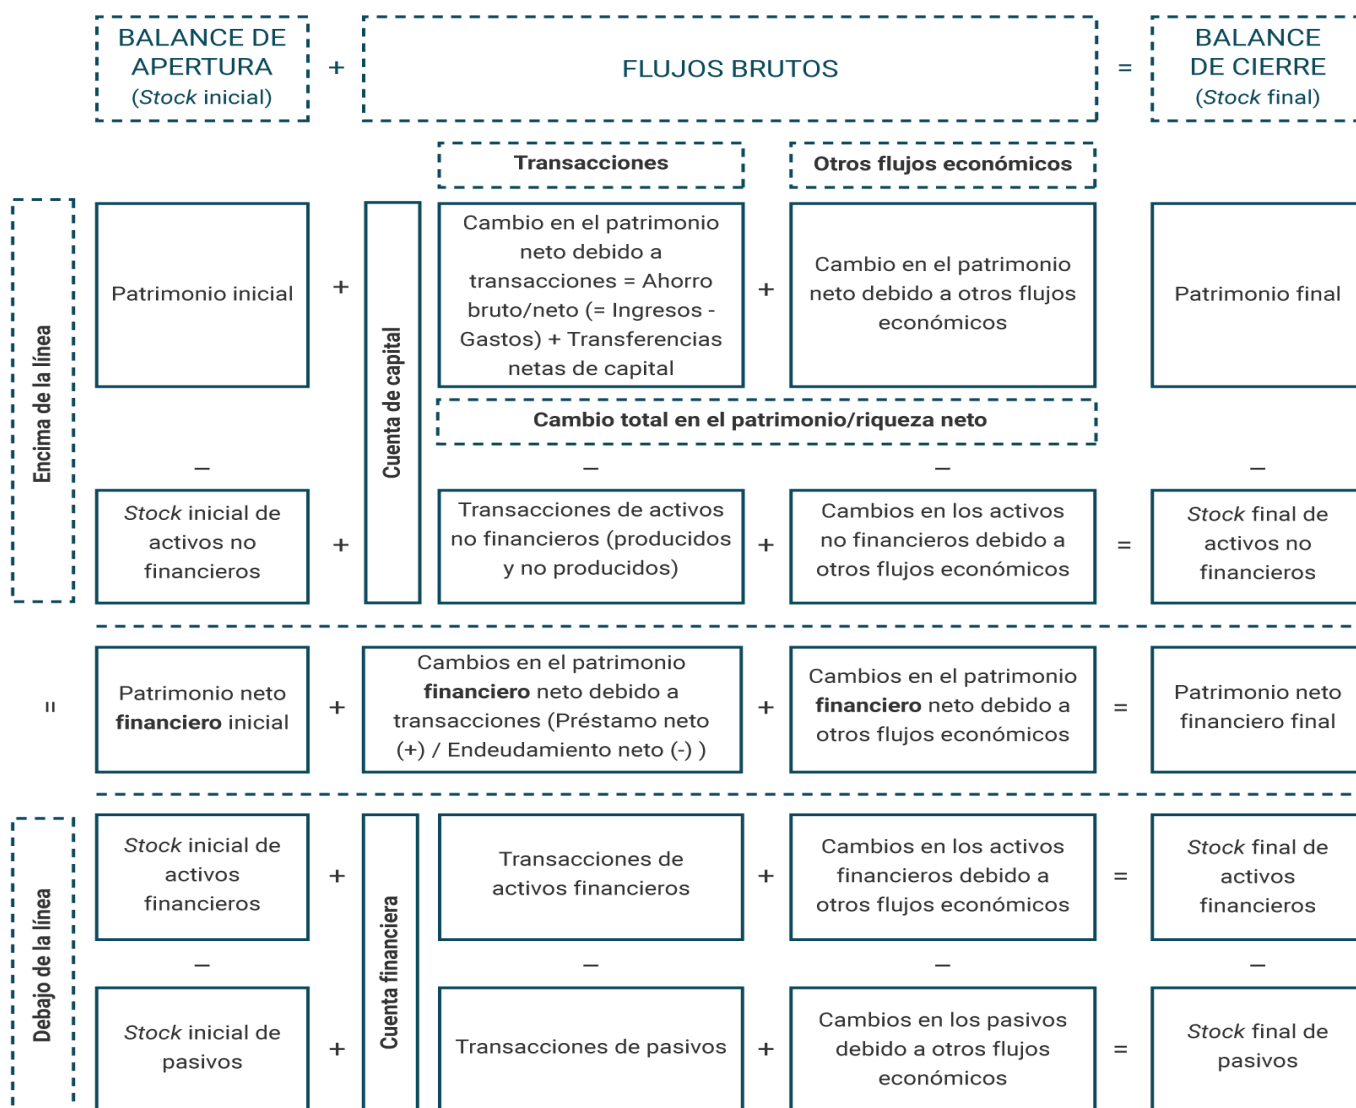 BALANCE DE
APERTURA
(Stock inicial)
+
FLUJOS BRUTOS
=
BALANCE
DE CIERRE
(Stock final)
Transacciones
Otros flujos económicos
Encima de la línea
Patrimonio inicial
+
Cuenta de capital
Cambio en el patrimonio
neto debido a
transacciones = Ahorro
bruto/neto (= Ingresos -
Gastos) + Transferencias
netas de capital
+
Cambio en el patrimonio
neto debido a otros flujos
económicos
Patrimonio final
Cambio total en el patrimonio/riqueza neto
–
–
–
–
Stock inicial de
activos no
financieros
+
Transacciones de activos
no financieros (producidos
y no producidos)
+
Cambios en los activos
no financieros debido a
otros flujos económicos
=
Stock final de
activos no
financieros
=
Patrimonio neto
financiero inicial
+
Cambios en el patrimonio
financiero neto debido a
transacciones (Préstamo neto
(+) / Endeudamiento neto (-) )
+
Cambios en el patrimonio
financiero neto debido a
otros flujos económicos
=
Patrimonio neto
financiero final
Debajo de la línea
Stock inicial de
activos
financieros
+
Cuenta financiera
Transacciones de
activos financieros
+
Cambios en los activos
financieros debido a
otros flujos económicos
=
Stock final de
activos
financieros
–
–
–
–
Stock inicial de
pasivos
+
Transacciones de pasivos
+
Cambios en los pasivos
debido a otros flujos
económicos
=
Stock final de
pasivos